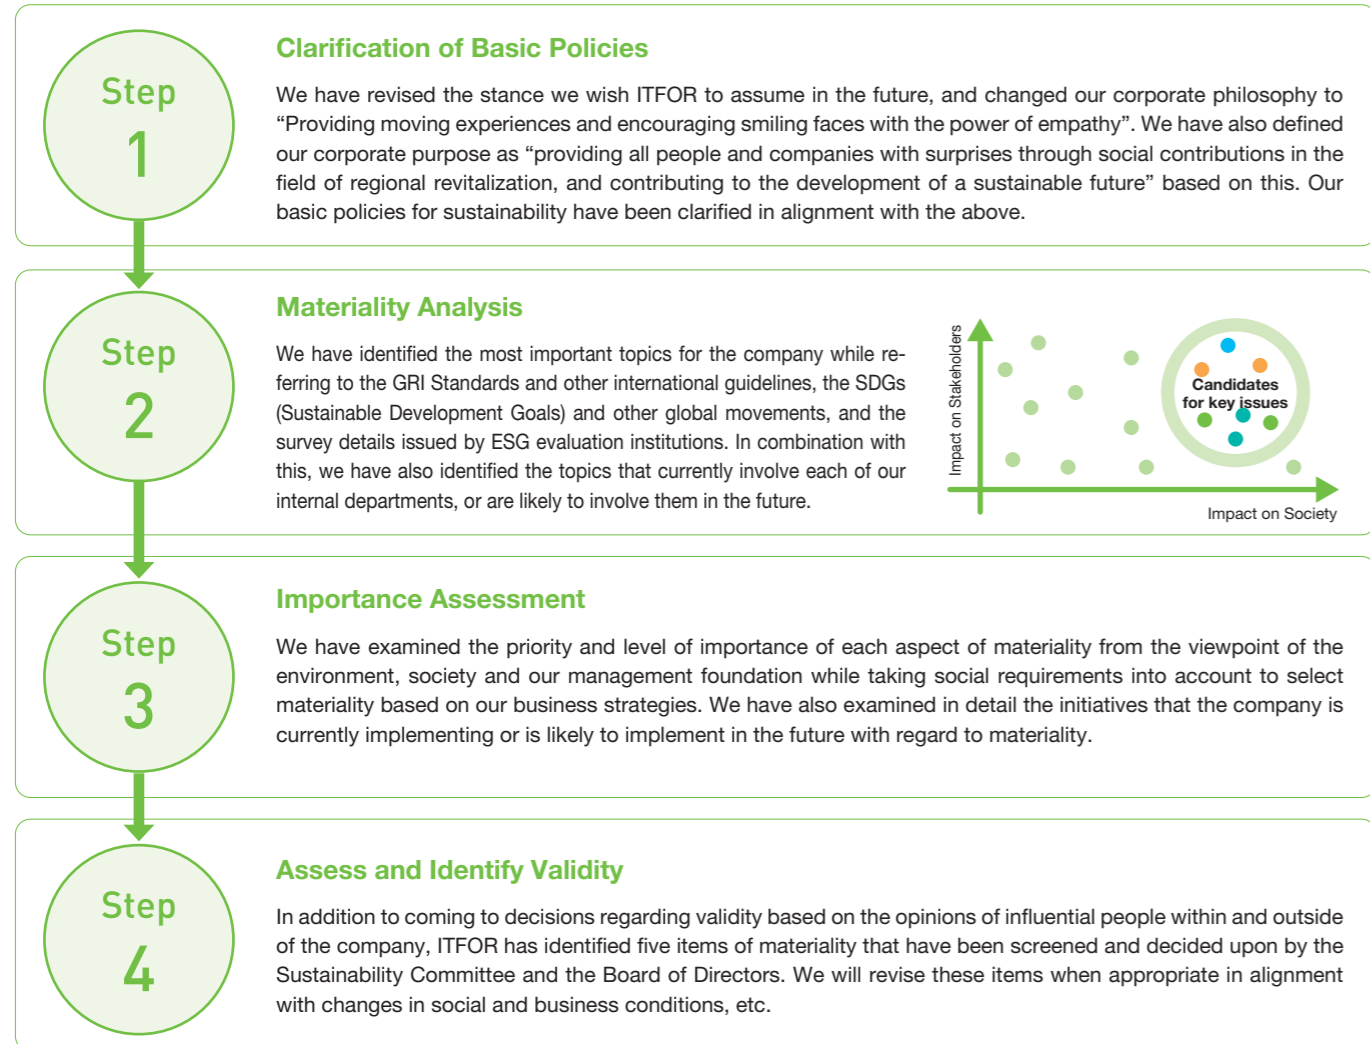 Step
1
Clarification of Basic Policies
We have revised the stance we wish ITFOR to assume in the future, and changed our corporate philosophy to
“Providing moving experiences and encouraging smiling faces with the power of empathy”. We have also defined
our corporate purpose as “providing all people and companies with surprises through social contributions in the
field of regional revitalization, and contributing to the development of a sustainable future” based on this. Our
basic policies for sustainability have been clarified in alignment with the above.
Step
2
Materiality Analysis
We have identified the most important topics for the company while re-
ferring to the GRI Standards and other international guidelines, the SDGs
(Sustainable Development Goals) and other global movements, and the
survey details issued by ESG evaluation institutions. In combination with
this, we have also identified the topics that currently involve each of our
internal departments, or are likely to involve them in the future.
Impact on Stakeholders
Candidates
for key issues
Impact on Society
Step
3
Importance Assessment
We have examined the priority and level of importance of each aspect of materiality from the viewpoint of the
environment, society and our management foundation while taking social requirements into account to select
materiality based on our business strategies. We have also examined in detail the initiatives that the company is
currently implementing or is likely to implement in the future with regard to materiality.
Step
4
Assess and Identify Validity
In addition to coming to decisions regarding validity based on the opinions of influential people within and outside
of the company, ITFOR has identified five items of materiality that have been screened and decided upon by the
Sustainability Committee and the Board of Directors. We will revise these items when appropriate in alignment
with changes in social and business conditions, etc.